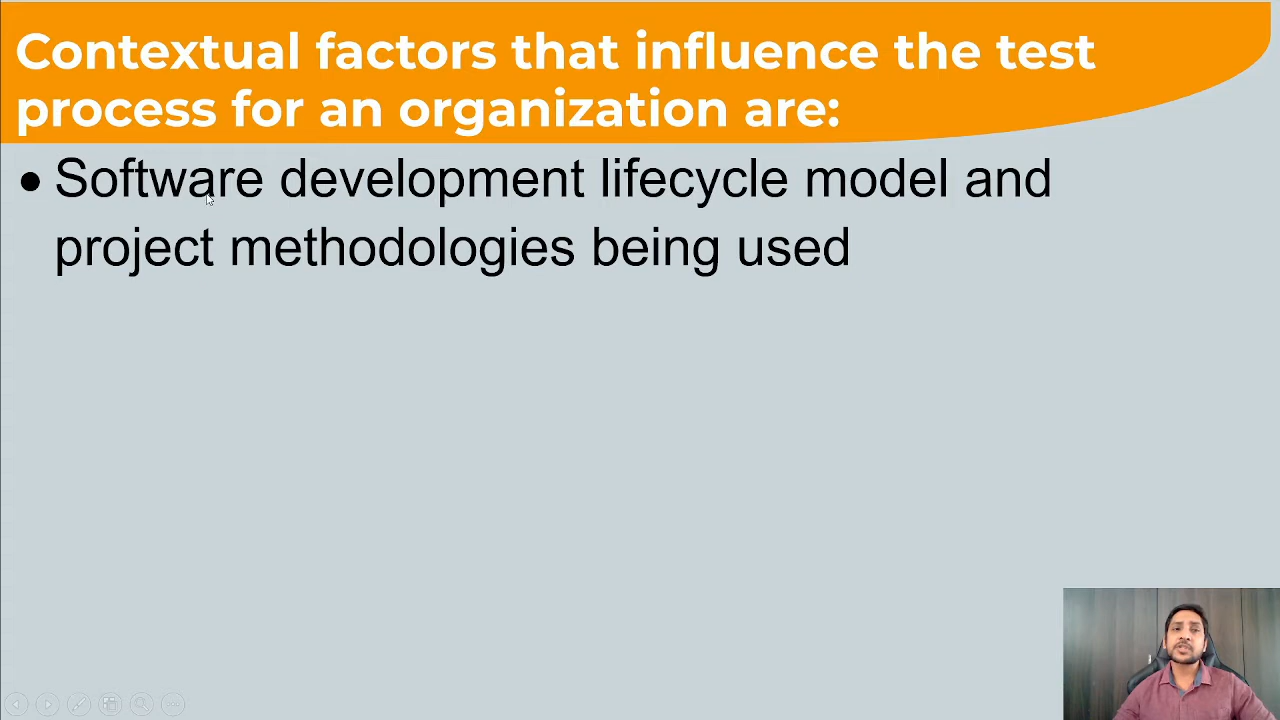 Contextual factors that influence the test
process for an organization are:
• Software development lifecycle model and
project methodologies being used